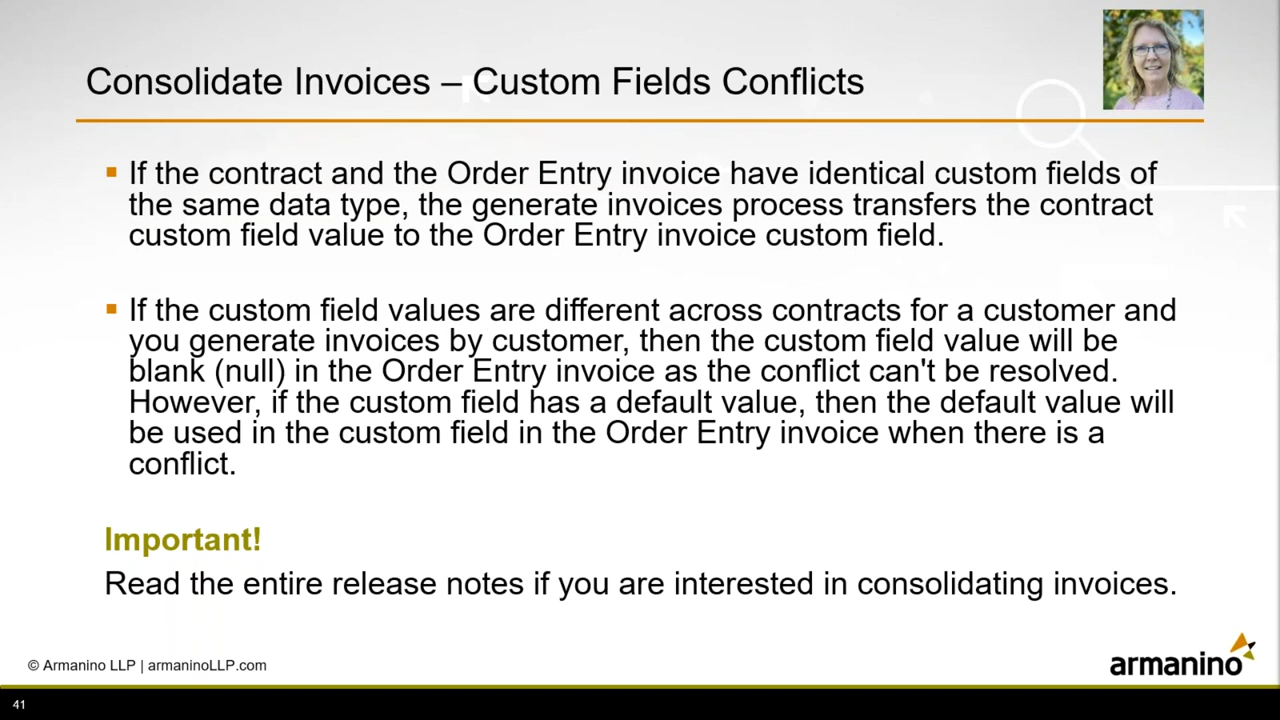 Consolidate Invoices – Custom Fields Conflicts
If the contract and the Order Entry invoice have identical custom fields of
the same data type, the generate invoices process transfers the contract
custom field value to the Order Entry invoice custom field.
If the custom field values are different across contracts for a customer and
you generate invoices by customer, then the custom field value will be
blank (null) in the Order Entry invoice as the conflict can't be resolved.
However, if the custom field has a default value, then the default value will
be used in the custom field in the Order Entry invoice when there is a
conflict.
Important!
Read the entire release notes if you are interested in consolidating invoices.
© Armanino LLP | armaninoLLP.com
armanino
41